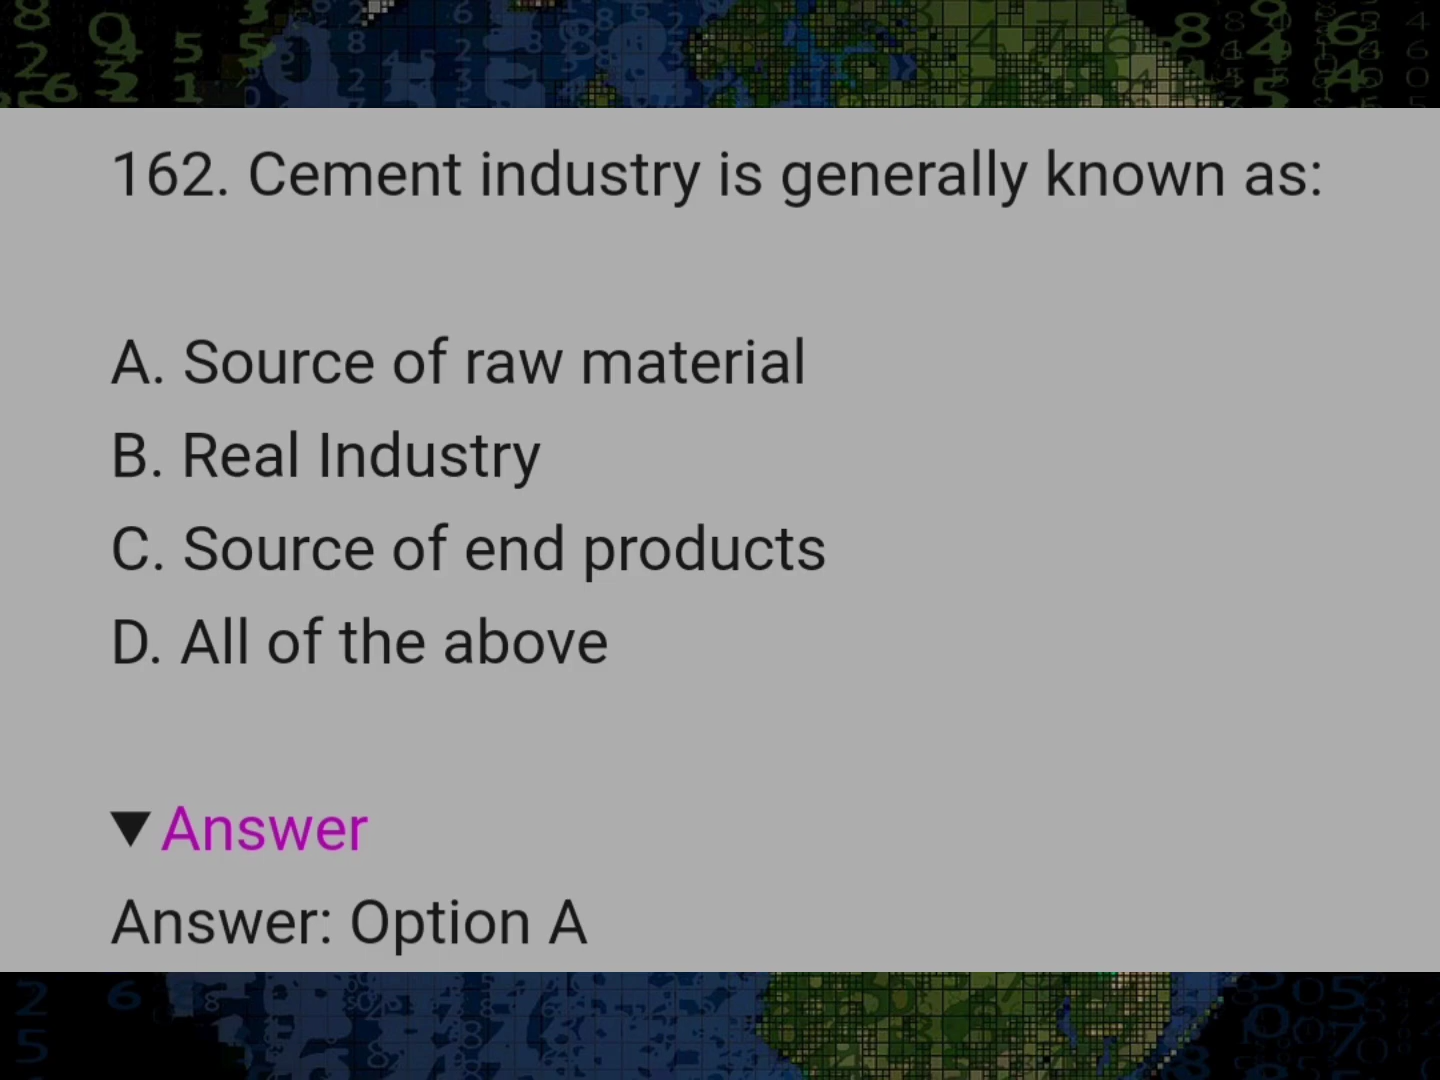 162. Cement industry is generally known as:
A. Source of raw material
B. Real Industry
C. Source of end products
D. All of the above
▼ Answer
Answer: Option A